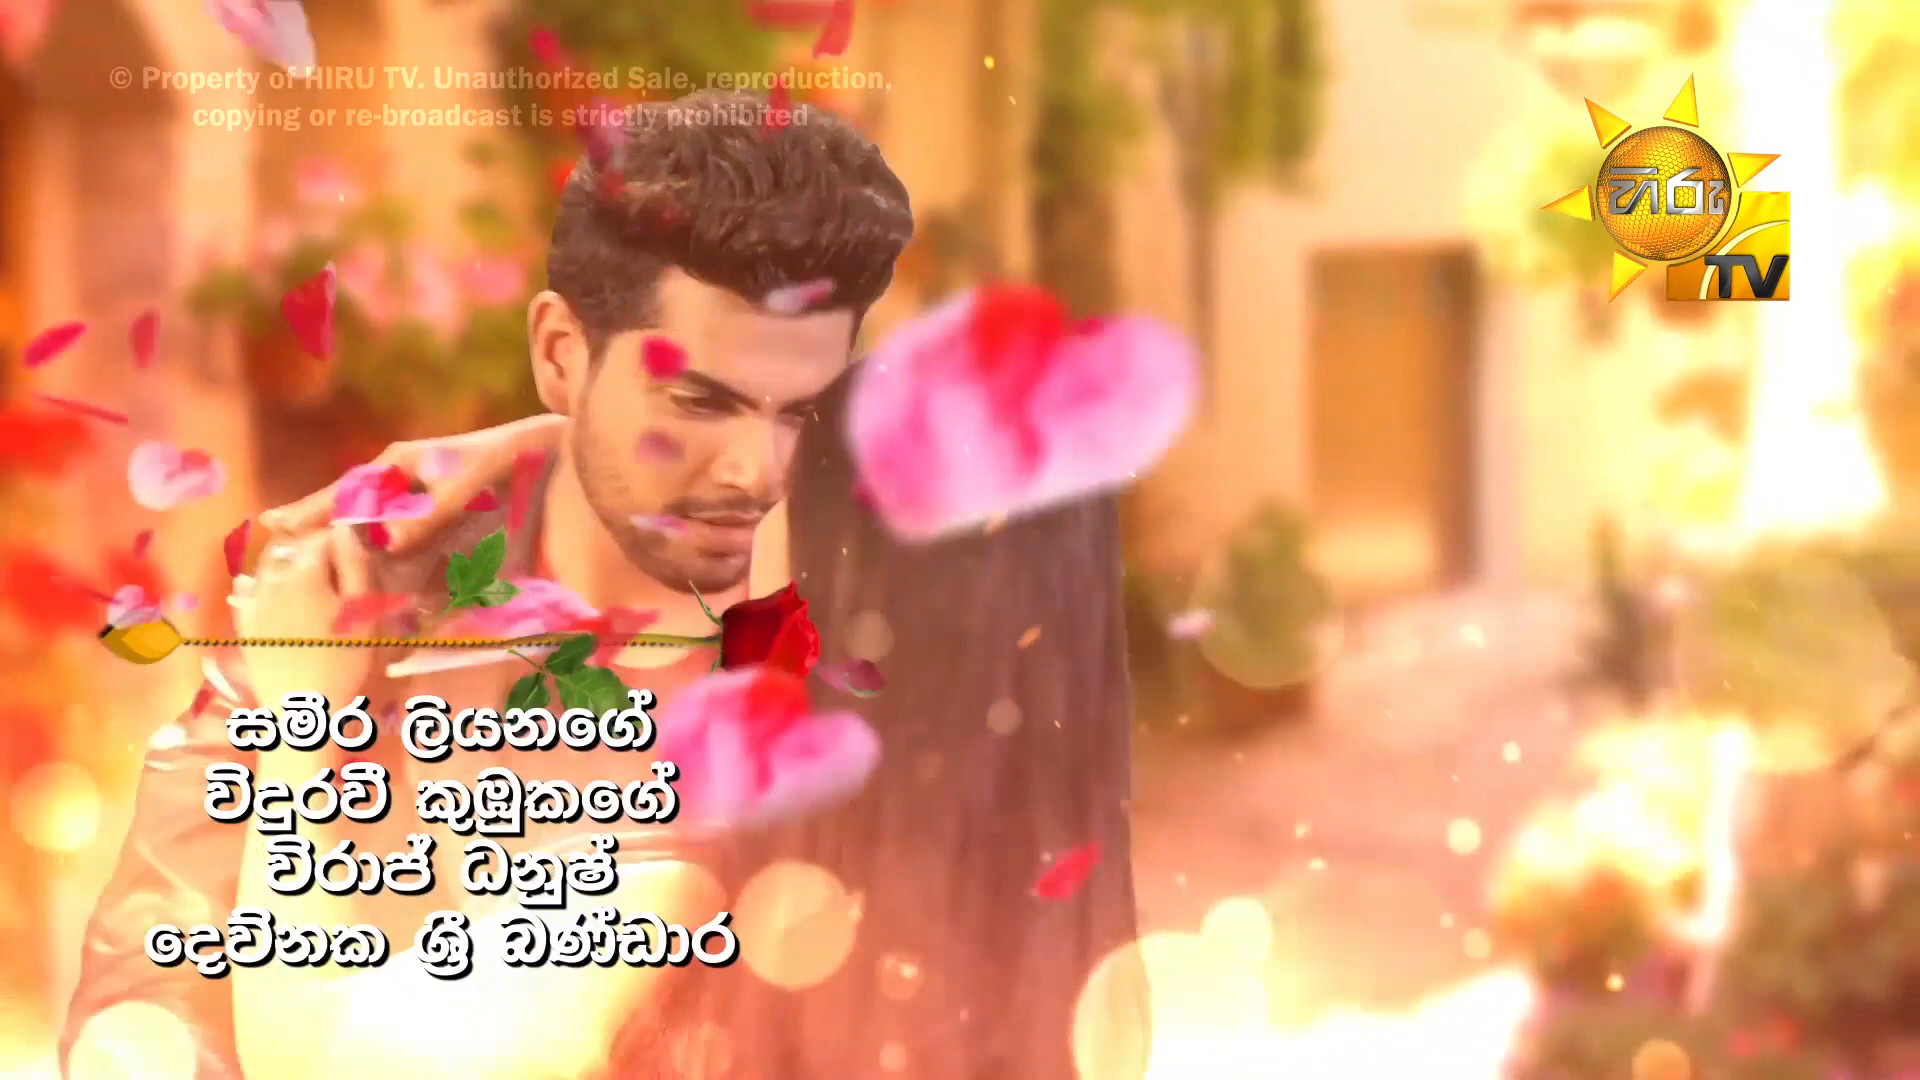 © Property of HIRU TV. Unauthorized Sale, reproduction,
copying or re-broadcast is strictly prohibited
හිරු
TV
සමීර ලියනගේ
විදුරවී කුඹුකගේ
විරාජ් ධනුෂ්
දෙව්නක ශ්‍රී බණ්ඩාර